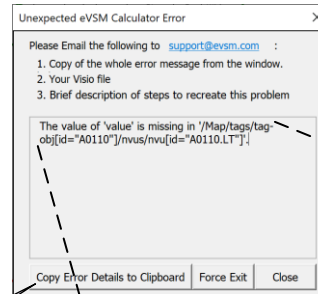 Unexpected eVSM Calculator Error
Please Email the following to support@evsm.com :
1. Copy of the whole error message from the window.
2. Your Visio file
3. Brief description of steps to recreate this problem
The value of 'value' is missing in '/Map/tags/tag-
obj[id="A0110"]/nvus/nvu[id="A0110.LT"]'.
Copy Error Details to Clipboard Force Exit Close